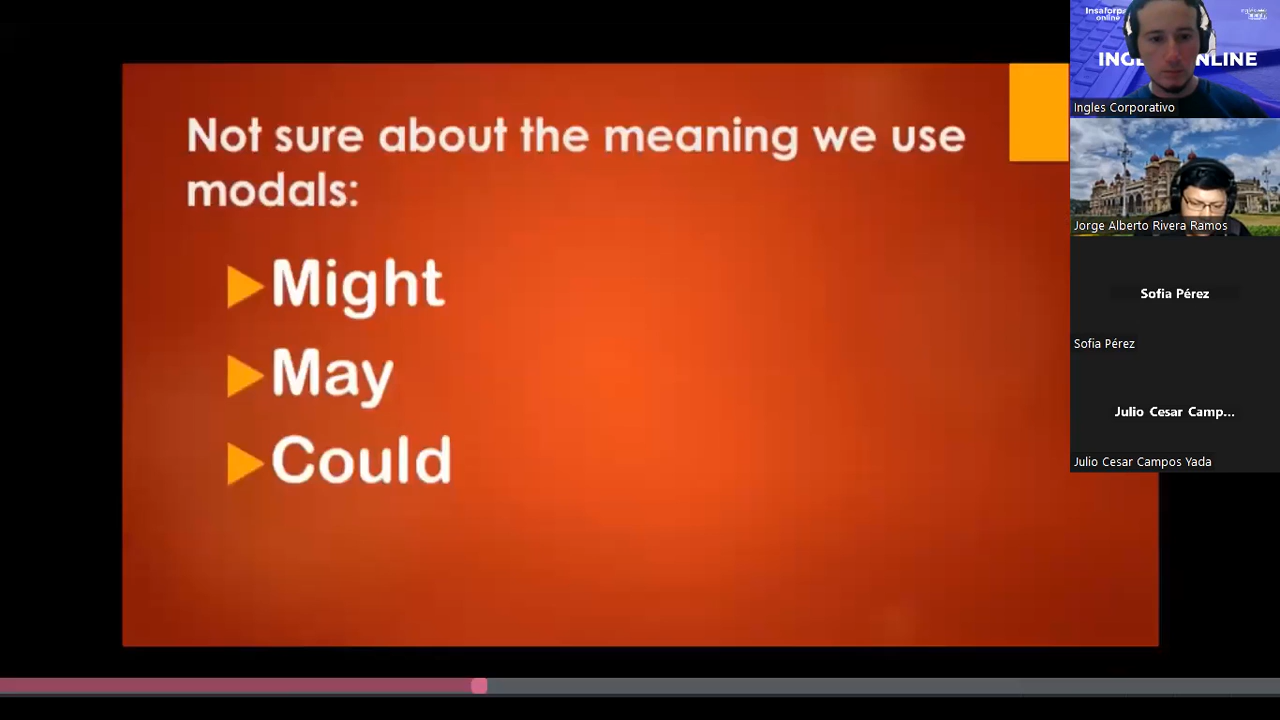 Not sure about the meaning we use
modals:
Might
May
Could
Insaforp
online
Ingles Corporativo
Jorge Alberto Rivera Ramos
Sofia Pérez
Sofia Pérez
Julio Cesar Camp...
Julio Cesar Campos Yada